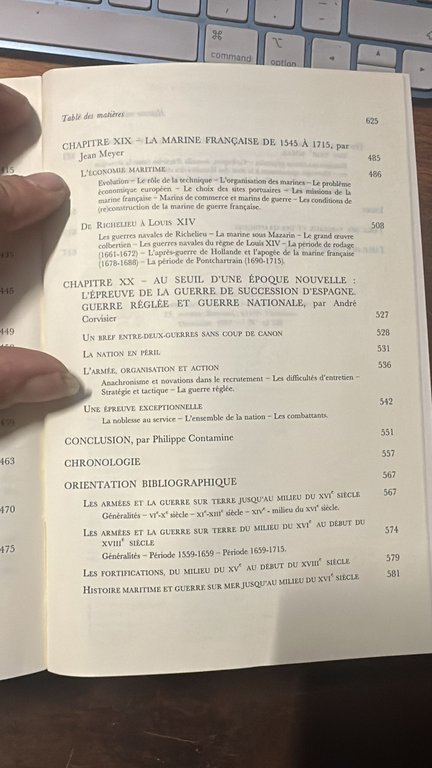 command
option
Table des matières
625
CHAPITRE XIX – LA MARINE FRANÇAISE DE 1545 À 1715, par
Jean Meyer
485
L'ÉCONOMIE MARITIME
486
Evolution – Le rôle de la technique – L'organisation des marines – Le problème
économique européen – Le choix des sites portuaires – Les missions de la
marine française – Marins de commerce et marins de guerre – Les conditions de
(re)construction de la marine de guerre française.
DE RICHELIEU À LOUIS XIV
508
Les guerres navales de Richelieu – La marine sous Mazarin – Le grand œuvre
colbertien – Les guerres navales du règne de Louis XIV – La période de rodage
(1661-1672) – L'après-guerre de Hollande et l'apogée de la marine française
(1678-1688) – La période de Pontchartrain (1690-1715).
CHAPITRE XX – AU SEUIL D'UNE ÉPOQUE NOUVELLE :
L'ÉPREUVE DE LA GUERRE DE SUCCESSION D'ESPAGNE.
GUERRE RÉGLÉE ET GUERRE NATIONALE, par André
Corvisier
527
UN BREF ENTRE-DEUX-GUERRES SANS COUP DE CANON
528
LA NATION EN PÉRIL
531
L'ARMÉE, ORGANISATION ET ACTION
536
Anachronisme et novations dans le recrutement – Les difficultés d'entretien –
Stratégie et tactique – La guerre réglée.
UNE ÉPREUVE EXCEPTIONNELLE
542
La noblesse au service – L'ensemble de la nation – Les combattants.
CONCLUSION, par Philippe Contamine
551
CHRONOLOGIE
557
ORIENTATION BIBLIOGRAPHIQUE
567
LES ARMÉES ET LA GUERRE SUR TERRE JUSQU'AU MILIEU DU XVIe SIÈCLE
567
Généralités – VIe-Xe siècle – XIe-XIIIe siècle – XIVe - milieu du XVIe siècle.
LES ARMÉES ET LA GUERRE SUR TERRE DU MILIEU DU XVIe AU DÉBUT DU
XVIIIe SIÈCLE
574
Généralités – Période 1559-1659 – Période 1659-1715.
LES FORTIFICATIONS, DU MILIEU DU XVe AU DÉBUT DU XVIIIe SIÈCLE
579
HISTOIRE MARITIME ET GUERRE SUR MER JUSQU'AU MILIEU DU XVIe SIÈCLE
581
445
449
463
470
475